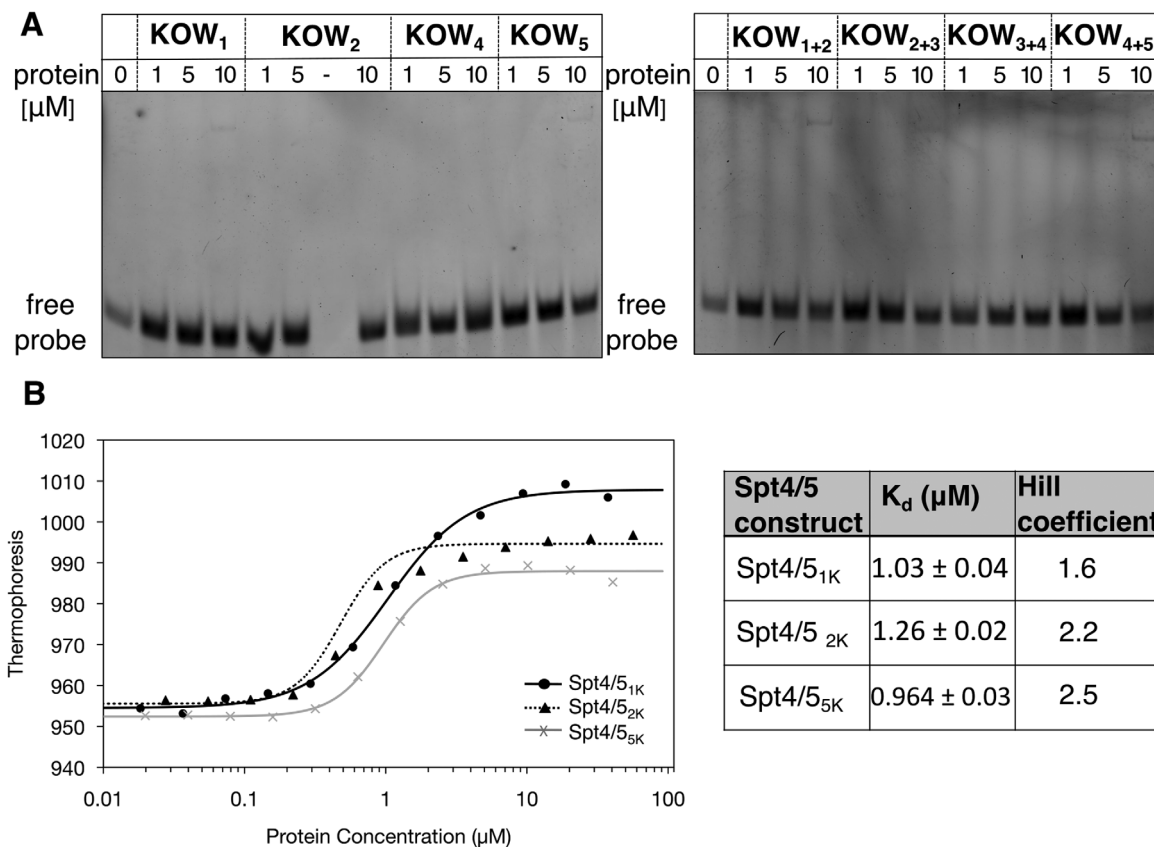 A
KOW1 KOW2 KOW4 KOW5
protein 0 1 5 10 1 5 - 10 1 5 10 1 5 10
[µM]
free
probe
KOW1+2 KOW2+3 KOW3+4 KOW4+5
protein 0 1 5 10 1 5 10 1 5 10 1 5 10
[µM]
free
probe
B
1020
1010
1000
990
980
970
960
950
940
Thermophoresis
0.01 0.1 1 10 100
Protein Concentration (µM)
Spt4/51K
Spt4/52K
Spt4/55K
Spt4/5 construct Kd (µM) Hill coefficient
Spt4/51K 1.03 ± 0.04 1.6
Spt4/5 2K 1.26 ± 0.02 2.2
Spt4/55K 0.964 ± 0.03 2.5